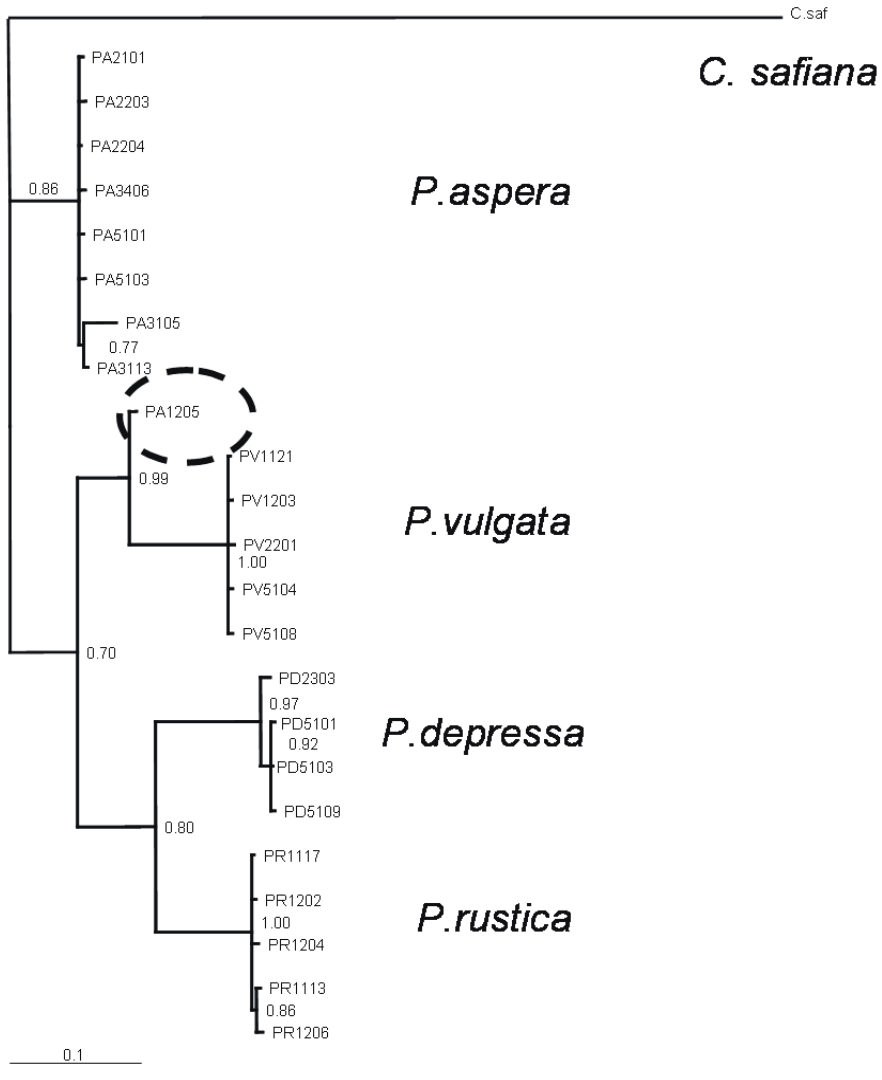 C.saf
C. safiana
PA2101
PA2203
PA2204
P.aspera
0.86
PA3406
PA5101
PA5103
PA3105
0.77
PA3113
PA1205
PV1121
0.99
PV1203
P.vulgata
PV2201
1.00
PV5104
PV5108
0.70
PD2303
0.97
PD5101
P.depressa
0.92
PD5103
PD5109
0.80
PR1117
PR1202
P.rustica
1.00
PR1204
PR1113
0.86
PR1206
0.1